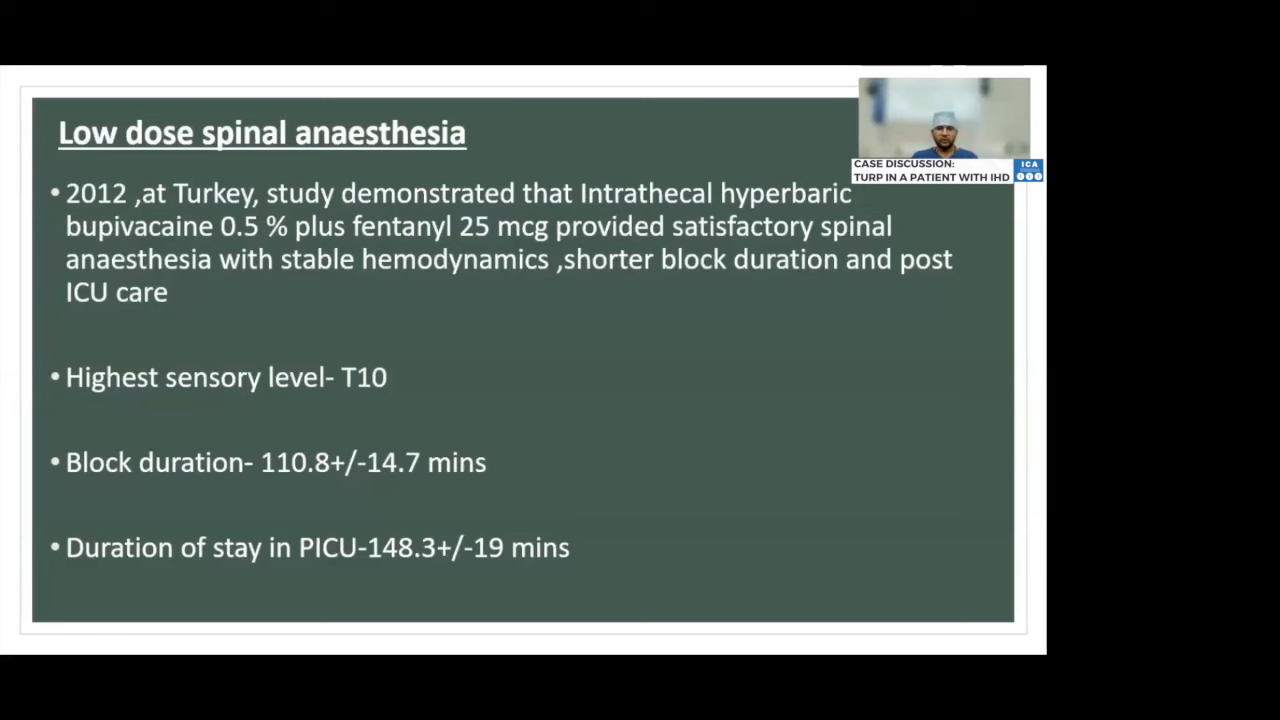 Low dose spinal anaesthesia
• 2012 ,at Turkey, study demonstrated that Intrathecal hyperbaric
bupivacaine 0.5 % plus fentanyl 25 mcg provided satisfactory spinal
anaesthesia with stable hemodynamics ,shorter block duration and post
ICU care
• Highest sensory level- T10
• Block duration- 110.8+/-14.7 mins
• Duration of stay in PICU-148.3+/-19 mins
CASE DISCUSSION:
TURP IN A PATIENT WITH IHD
ICA